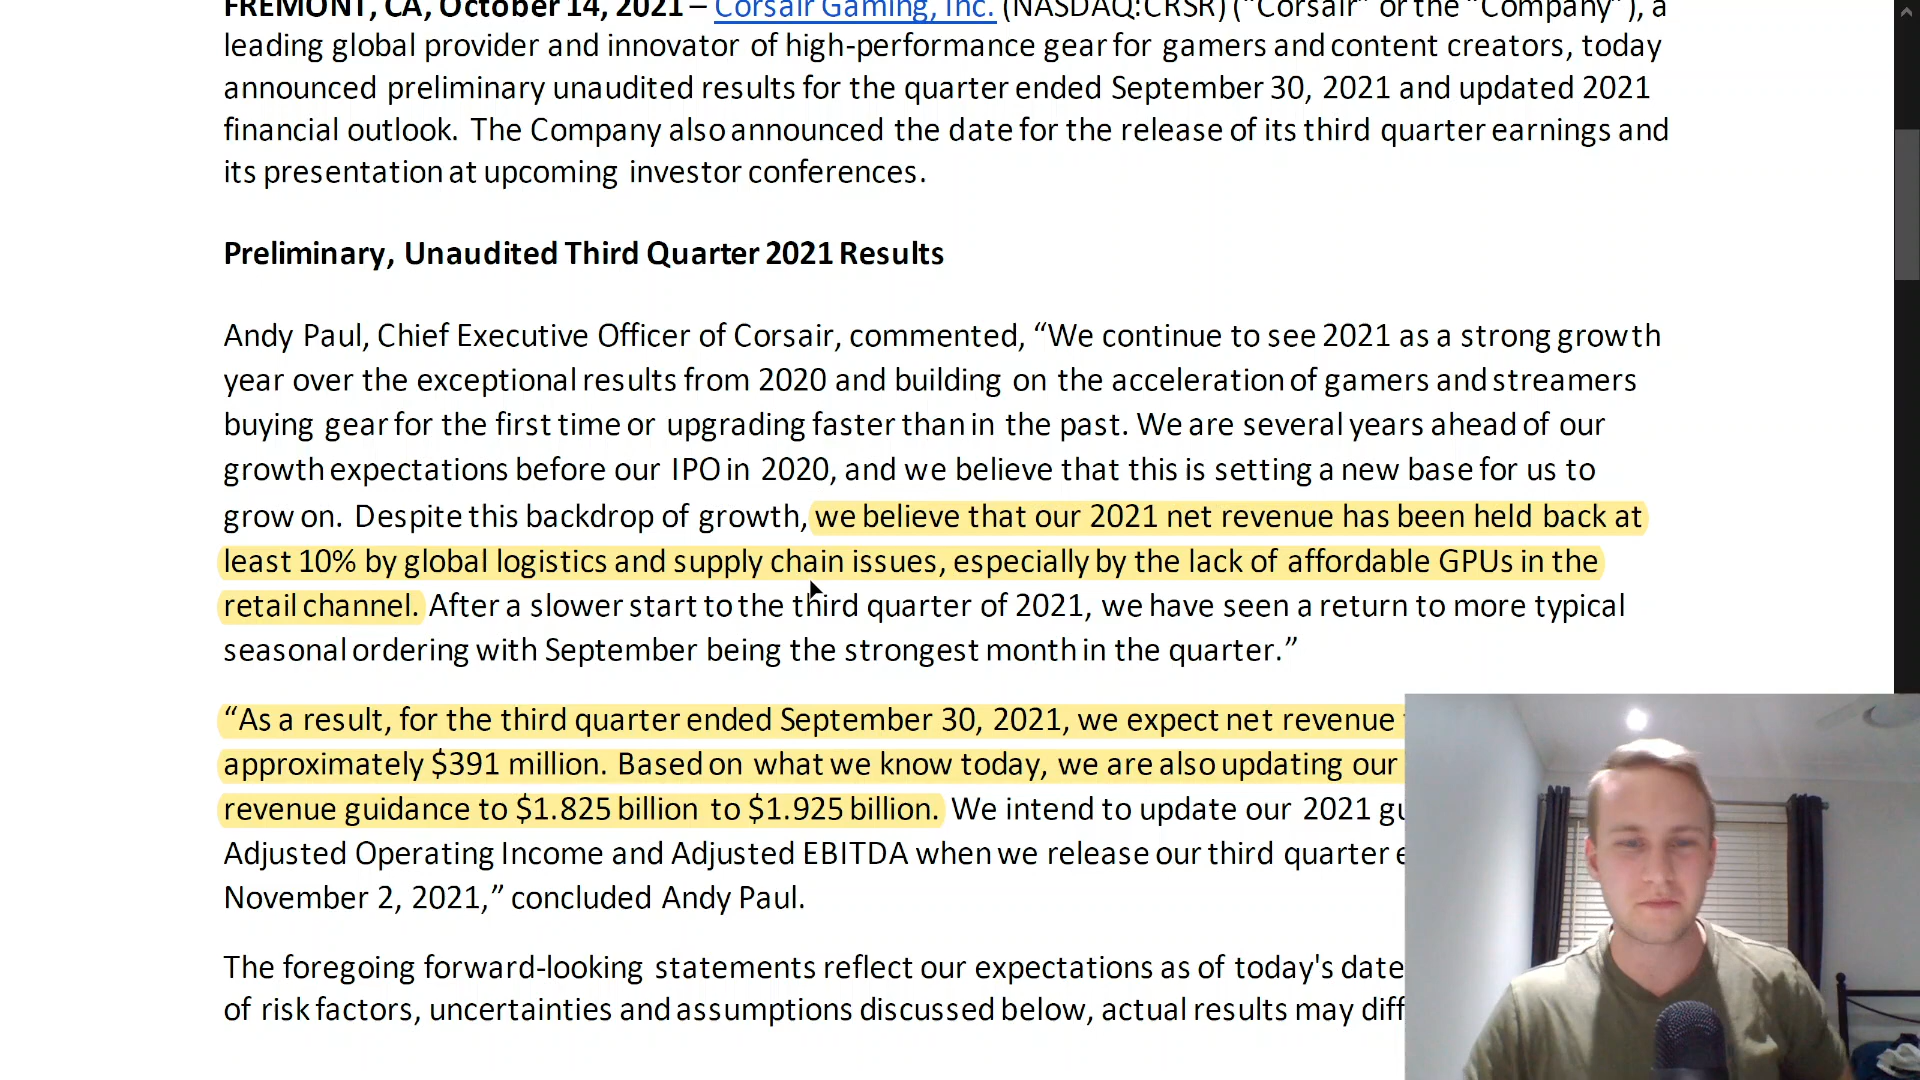 FREMONT, CA, October 14, 2021 – Corsair Gaming, Inc. (NASDAQ:CRSR) (“Corsair” or the “Company”), a
leading global provider and innovator of high-performance gear for gamers and content creators, today
announced preliminary unaudited results for the quarter ended September 30, 2021 and updated 2021
financial outlook. The Company also announced the date for the release of its third quarter earnings and
its presentation at upcoming investor conferences.
Preliminary, Unaudited Third Quarter 2021 Results
Andy Paul, Chief Executive Officer of Corsair, commented, “We continue to see 2021 as a strong growth
year over the exceptional results from 2020 and building on the acceleration of gamers and streamers
buying gear for the first time or upgrading faster than in the past. We are several years ahead of our
growth expectations before our IPO in 2020, and we believe that this is setting a new base for us to
grow on. Despite this backdrop of growth, we believe that our 2021 net revenue has been held back at
least 10% by global logistics and supply chain issues, especially by the lack of affordable GPUs in the
retail channel. After a slower start to the third quarter of 2021, we have seen a return to more typical
seasonal ordering with September being the strongest month in the quarter.”
“As a result, for the third quarter ended September 30, 2021, we expect net revenue
approximately $391 million. Based on what we know today, we are also updating our
revenue guidance to $1.825 billion to $1.925 billion. We intend to update our 2021 gu
Adjusted Operating Income and Adjusted EBITDA when we release our third quarter e
November 2, 2021,” concluded Andy Paul.
The foregoing forward-looking statements reflect our expectations as of today's date
of risk factors, uncertainties and assumptions discussed below, actual results may diff